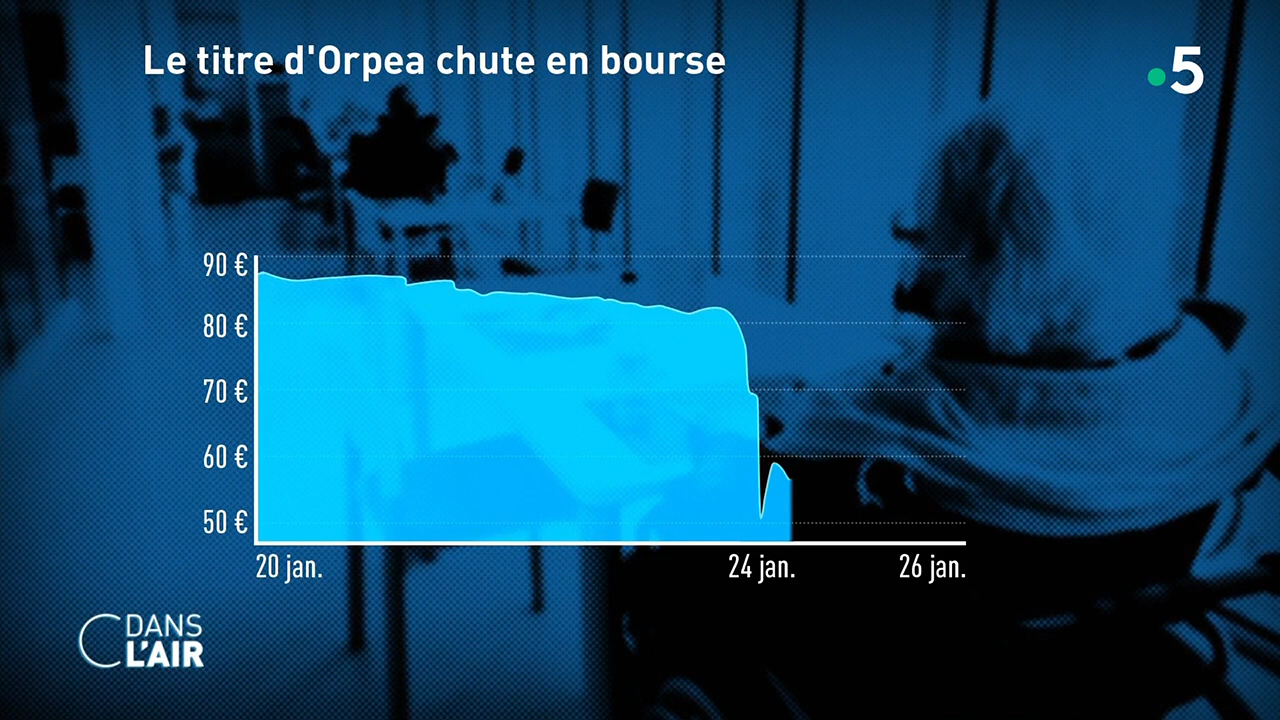 Le titre d'Orpea chute en bourse
5
90 €
80 €
70 €
60 €
50 €
20 jan.
24 jan.
26 jan.
C DANS
L'AIR